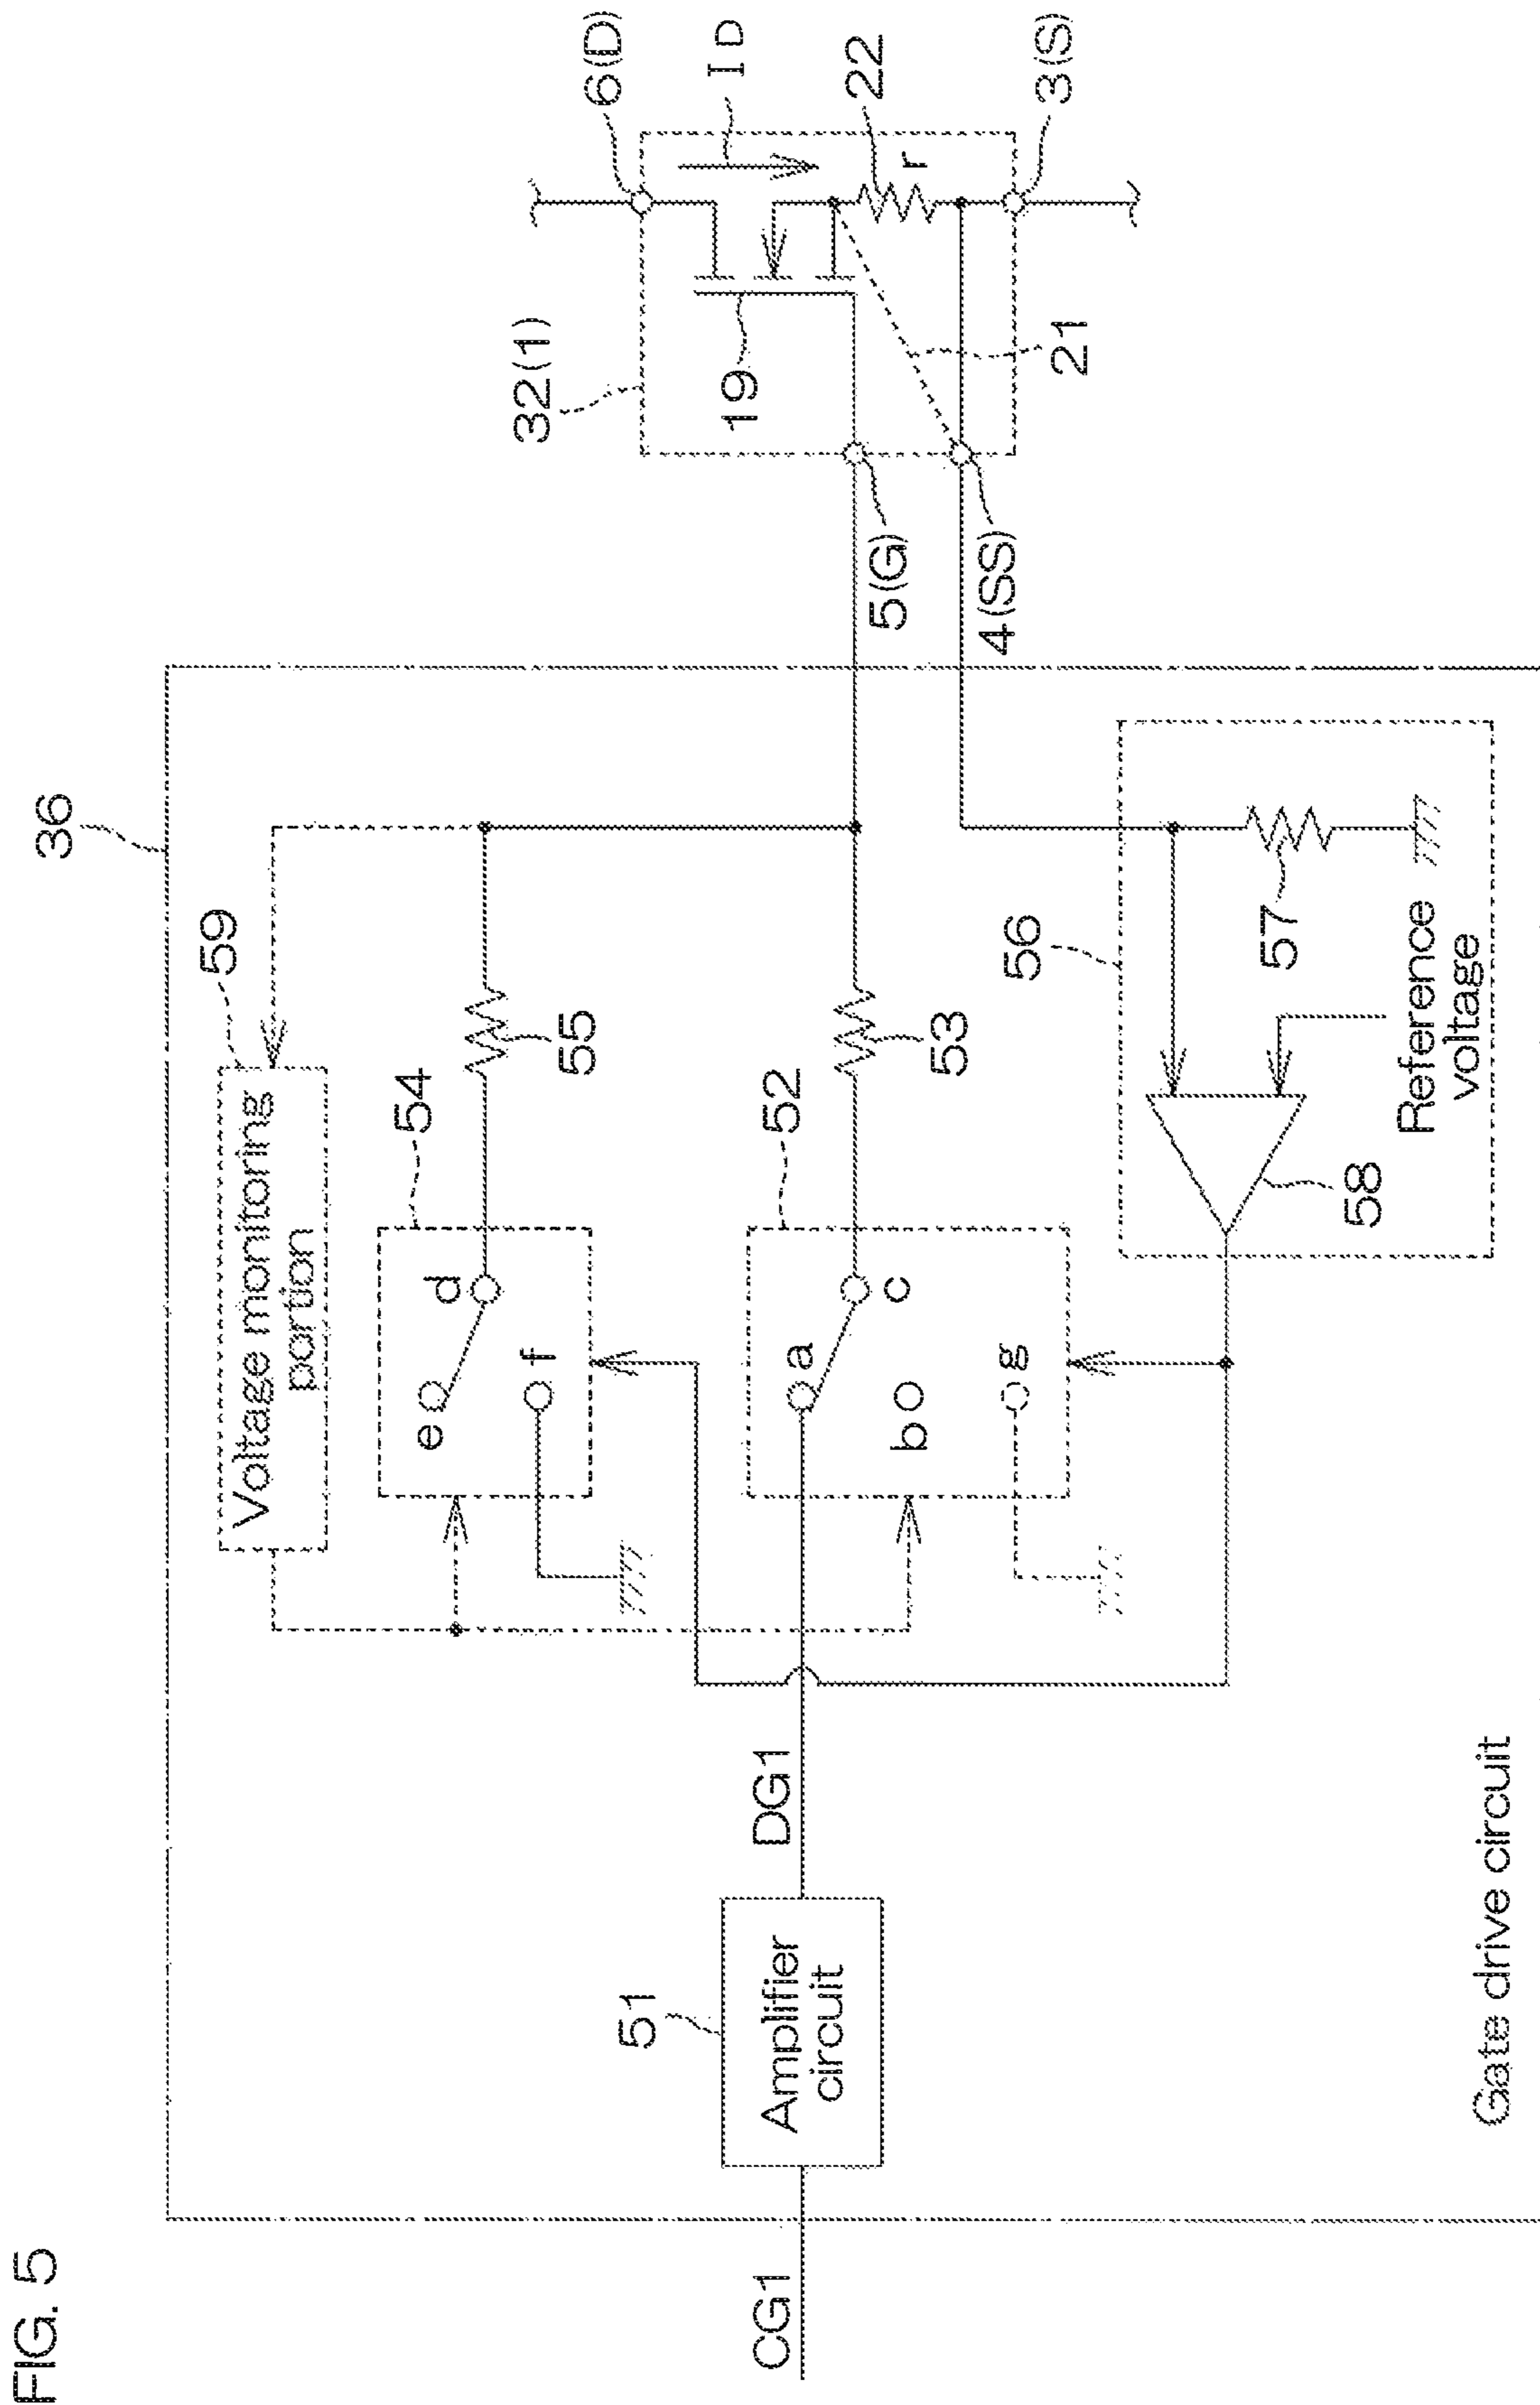 FIG. 5
36
59
Voltage monitoring
portion
54
e
d
f
55
52
a
b
c
g
53
51
Amplifier
circuit
CG1
DG1
56
57
58
Reference
voltage
Gate drive circuit
32(1)
6(D)
ID
19
22
r
21
5(G)
4(SS)
3(S)